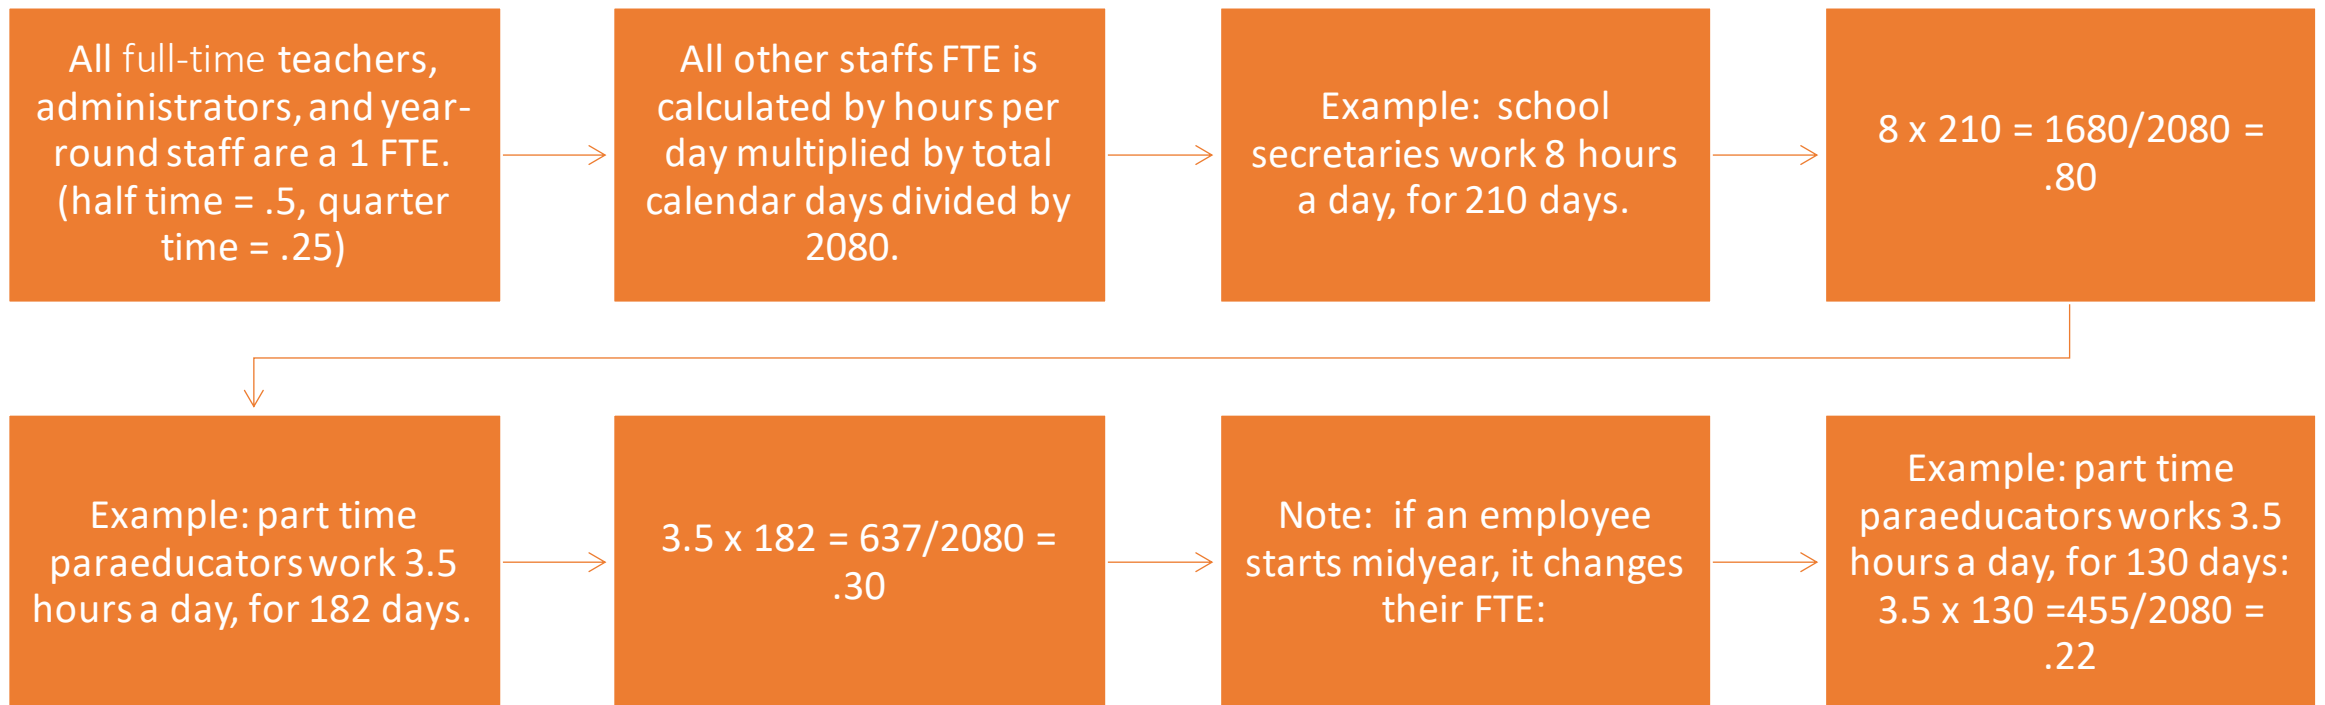 All full-time teachers,
administrators, and year-
round staff are a 1 FTE.
(half time = .5, quarter
time = .25)
All other staffs FTE is
calculated by hours per
day multiplied by total
calendar days divided by
2080.
Example:  school
secretaries work 8 hours
a day, for 210 days.
8 x 210 = 1680/2080 =
.80
Example: part time
paraeducators work 3.5
hours a day, for 182 days.
3.5 x 182 = 637/2080 =
.30
Note:  if an employee
starts midyear, it changes
their FTE:
Example: part time
paraeducators works 3.5
hours a day, for 130 days:
3.5 x 130 =455/2080 =
.22